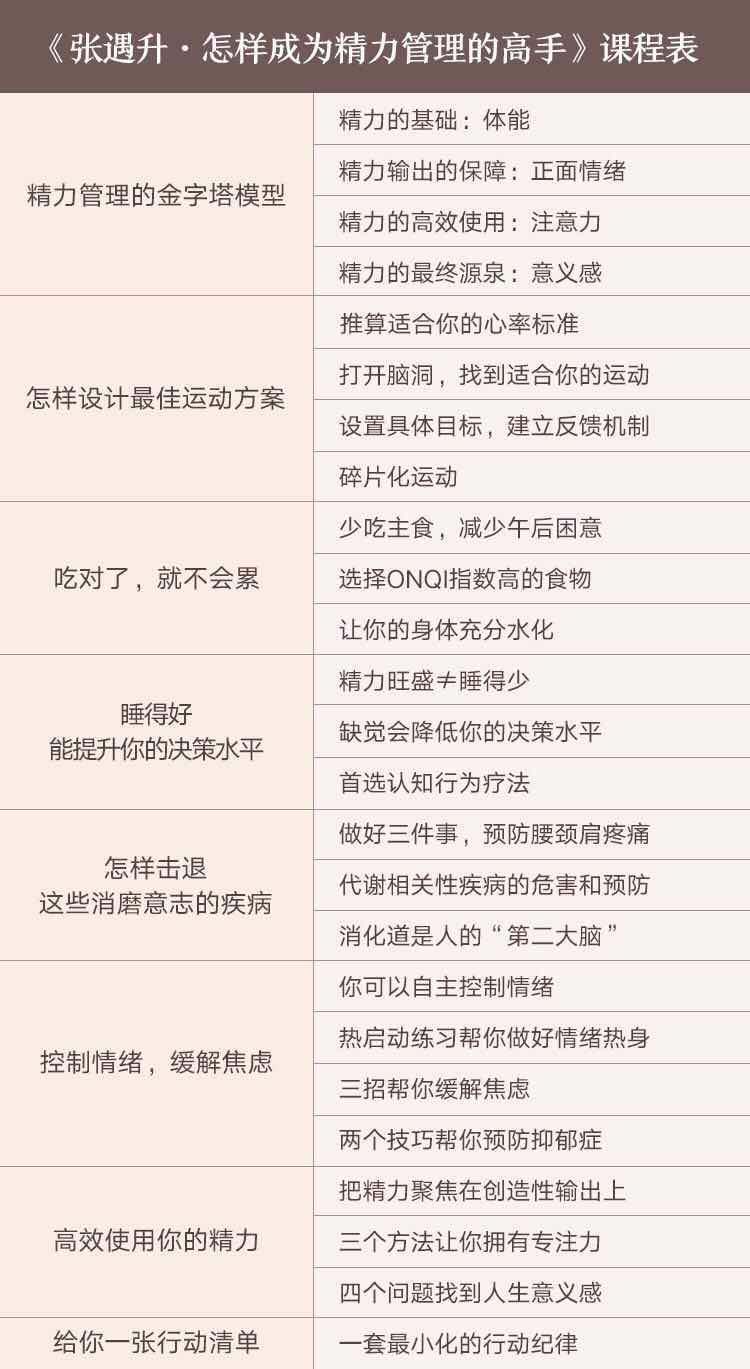 《张遇升·怎样成为精力管理的高手》课程表
精力管理的金字塔模型
精力的基础：体能
精力输出的保障：正面情绪
精力的高效使用：注意力
精力的最终源泉：意义感
怎样设计最佳运动方案
推算适合你的心率标准
打开脑洞，找到适合你的运动
设置具体目标，建立反馈机制
碎片化运动
吃对了，就不会累
少吃主食，减少午后困意
选择ONQI指数高的食物
让你的身体充分水化
睡得好
能提升你的决策水平
精力旺盛≠睡得少
缺觉会降低你的决策水平
首选认知行为疗法
怎样击退
这些消磨意志的疾病
做好三件事，预防腰颈肩疼痛
代谢相关性疾病的危害和预防
消化道是人的“第二大脑”
控制情绪，缓解焦虑
你可以自主控制情绪
热启动练习帮你做好情绪热身
三招帮你缓解焦虑
两个技巧帮你预防抑郁症
高效使用你的精力
把精力聚焦在创造性输出上
三个方法让你拥有专注力
四个问题找到人生意义感
给你一张行动清单
一套最小化的行动纪律